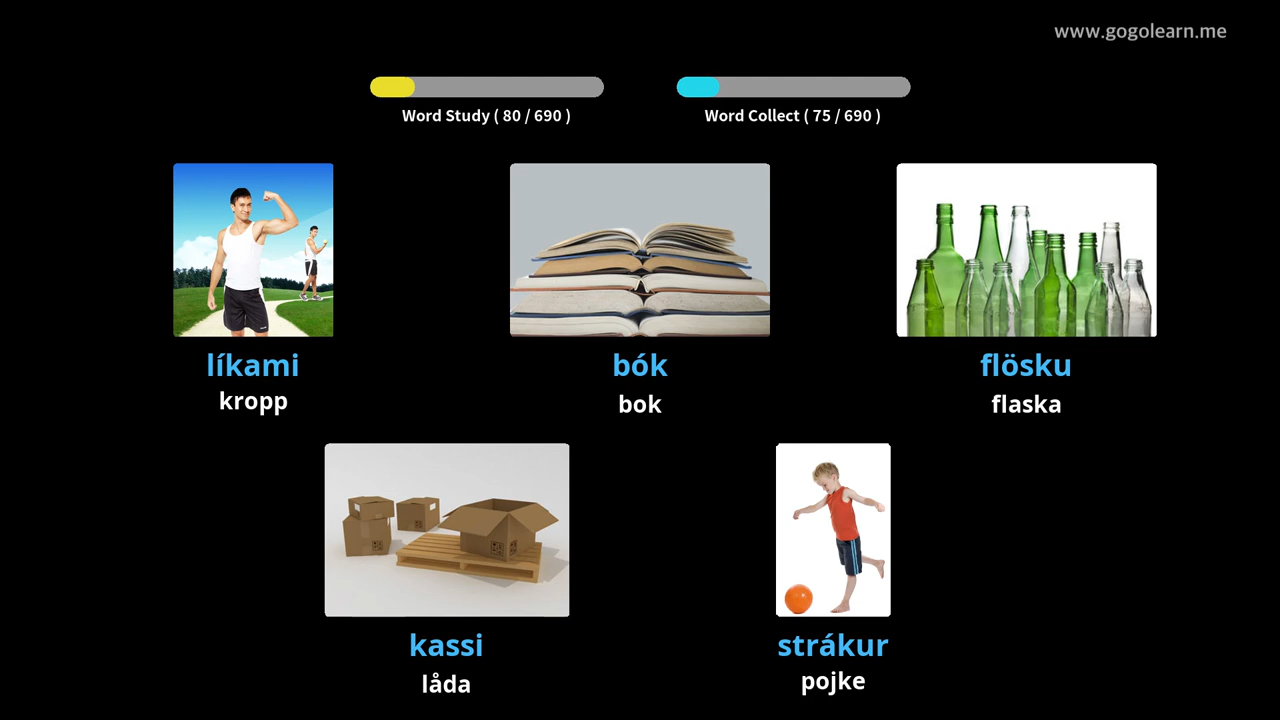 www.gogolearn.me
Word Study ( 80 / 690 )
Word Collect ( 75 / 690 )
líkami
kropp
bók
bok
flösku
flaska
kassi
låda
strákur
pojke